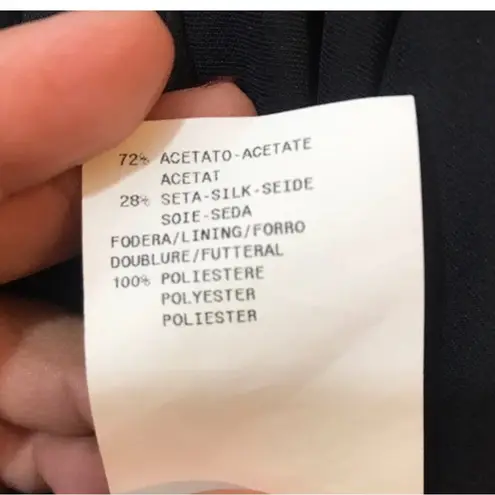 72% ACETATO-ACETATE
ACETAT
28% SETA-SILK-SEIDE
SOIE-SEDA
FODERA/LINING/FORRO
DOUBLURE/FUTTERAL
100% POLIESTERE
POLYESTER
POLIESTER